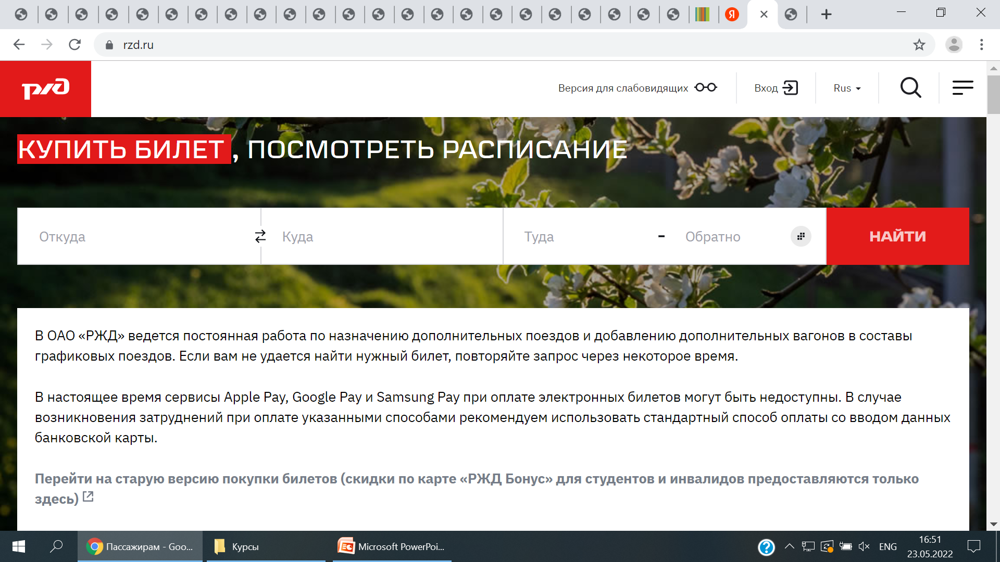 Я
rzd.ru
ржд
Версия для слабовидящих
Вход
Rus
КУПИТЬ БИЛЕТ , ПОСМОТРЕТЬ РАСПИСАНИЕ
Откуда
Куда
Туда
-
Обратно
НАЙТИ
В ОАО «РЖД» ведется постоянная работа по назначению дополнительных поездов и добавлению дополнительных вагонов в составы
графиковых поездов. Если вам не удается найти нужный билет, повторяйте запрос через некоторое время.
В настоящее время сервисы Apple Pay, Google Pay и Samsung Pay при оплате электронных билетов могут быть недоступны. В случае
возникновения затруднений при оплате указанными способами рекомендуем использовать стандартный способ оплаты со вводом данных
банковской карты.
Перейти на старую версию покупки билетов (скидки по карте «РЖД Бонус» для студентов и инвалидов предоставляются только
здесь)
Пассажирам - Goo...
Курсы
Microsoft PowerPoi...
ENG
16:51
23.05.2022